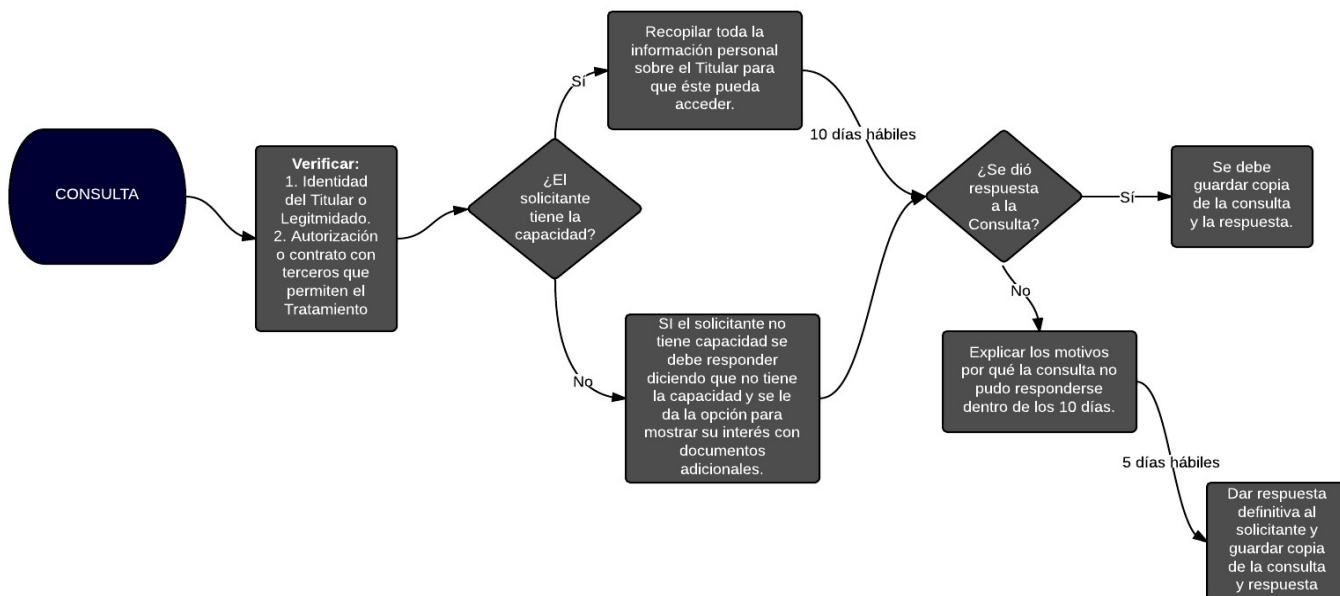 CONSULTA
Verificar:
1. Identidad
del Titular o
Legitmidado.
2. Autorización
o contrato con
terceros que
permiten el
Tratamiento
¿El
solicitante
tiene la
capacidad?
Sí
Recopilar toda la
información personal
sobre el Titular para
que éste pueda
acceder.
No
SI el solicitante no
tiene capacidad se
debe responder
diciendo que no tiene
la capacidad y se le
da la opción para
mostrar su interés con
documentos
adicionales.
10 días hábiles
¿Se dió
respuesta
a la
Consulta?
Sí
Se debe
guardar copia
de la consulta
y la respuesta.
No
Explicar los motivos
por qué la consulta no
pudo responderse
dentro de los 10 días.
5 días hábiles
Dar respuesta
definitiva al
solicitante y
guardar copia
de la consulta
y respuesta